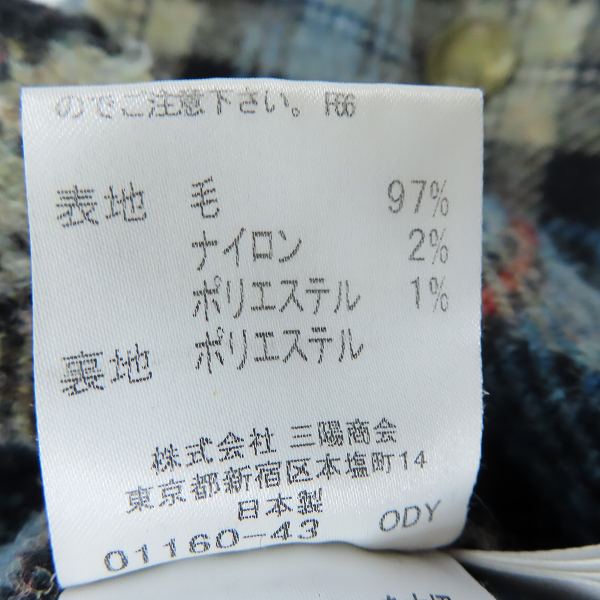 のでご注意下さい。F66
表地 毛 97%
ナイロン 2%
ポリエステル 1%
裏地 ポリエステル
株式会社 三陽商会
東京都新宿区本塩町14
日本製
01160-43 ODY